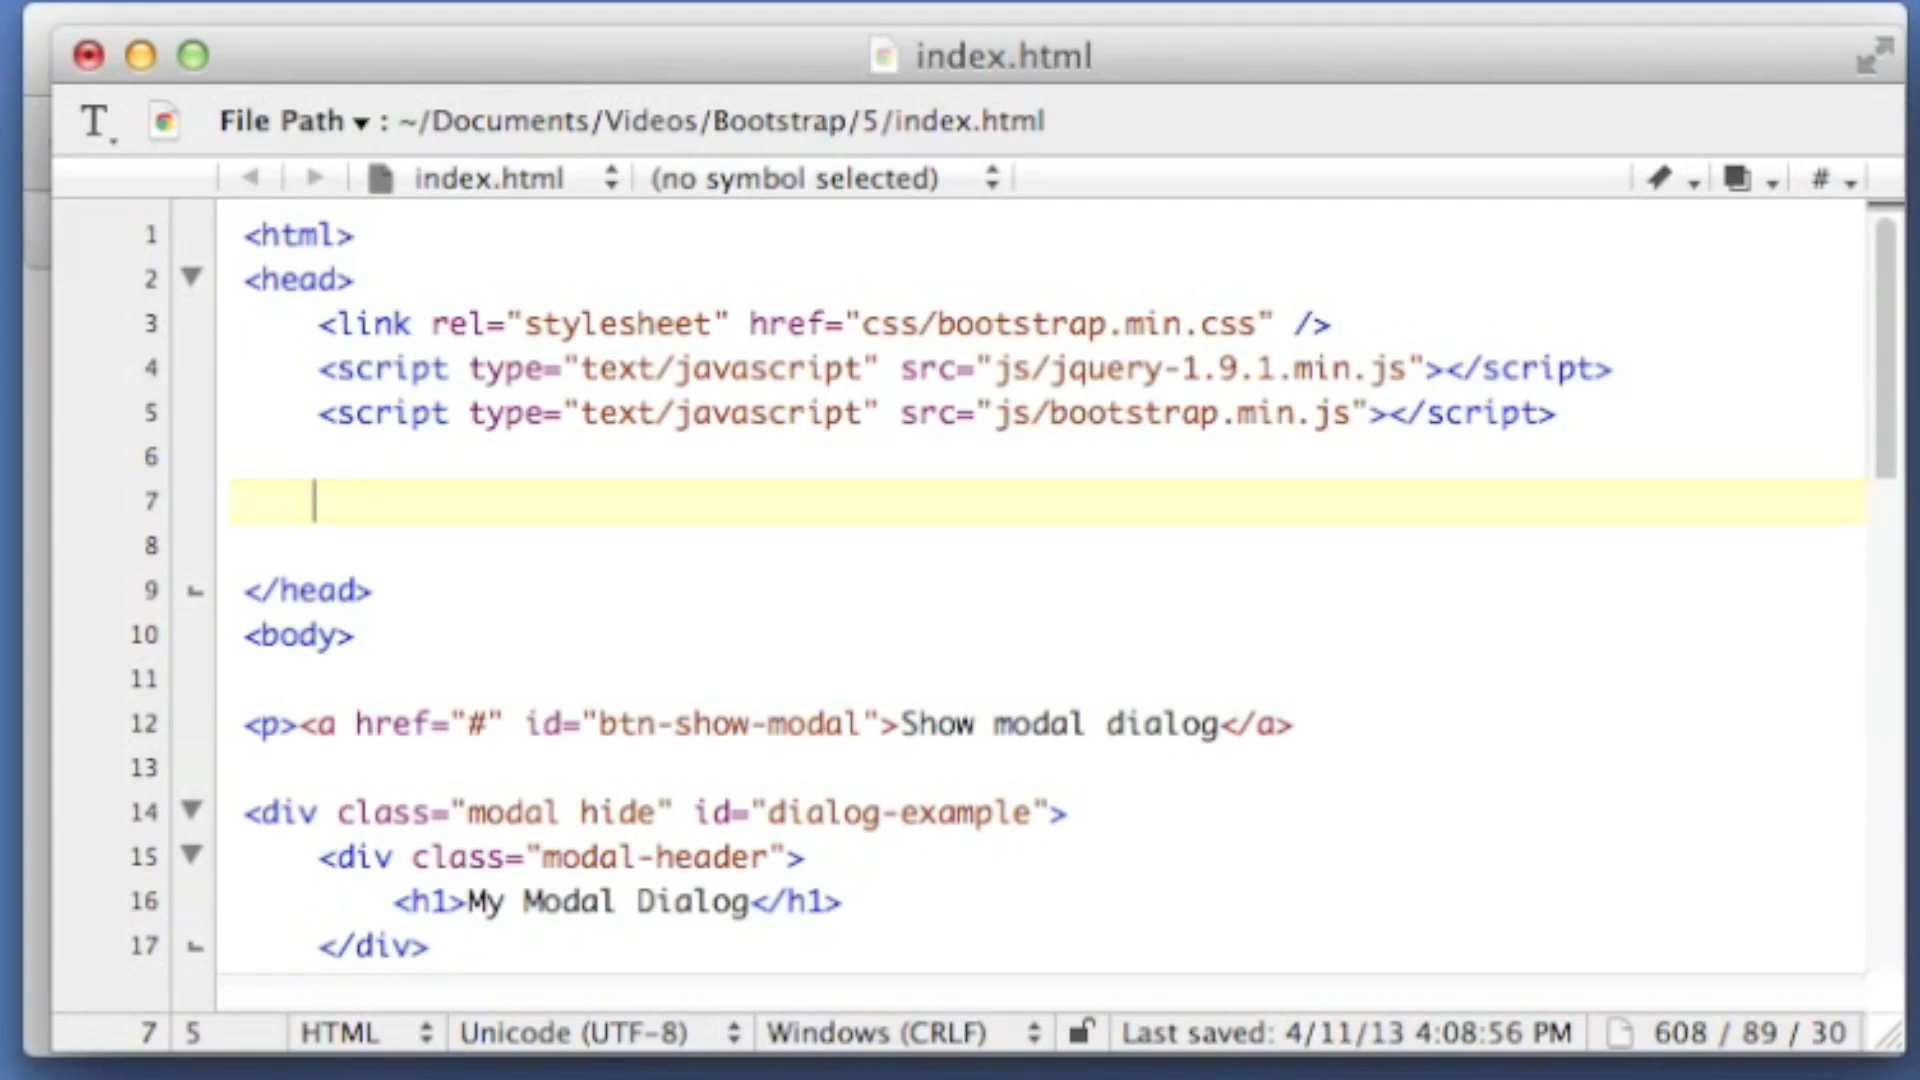 index.html
T File Path : ~/Documents/Videos/Bootstrap/5/index.html
index.html (no symbol selected) #
1 <html>
2 <head>
3 <link rel="stylesheet" href="css/bootstrap.min.css" />
4 <script type="text/javascript" src="js/jquery-1.9.1.min.js"></script>
5 <script type="text/javascript" src="js/bootstrap.min.js"></script>
6
7
8
9 </head>
10 <body>
11
12 <p><a href="#" id="btn-show-modal">Show modal dialog</a>
13
14 <div class="modal hide" id="dialog-example">
15 <div class="modal-header">
16 <h1>My Modal Dialog</h1>
17 </div>
7 5 HTML Unicode (UTF-8) Windows (CRLF) Last saved: 4/11/13 4:08:56 PM 608 / 89 / 30